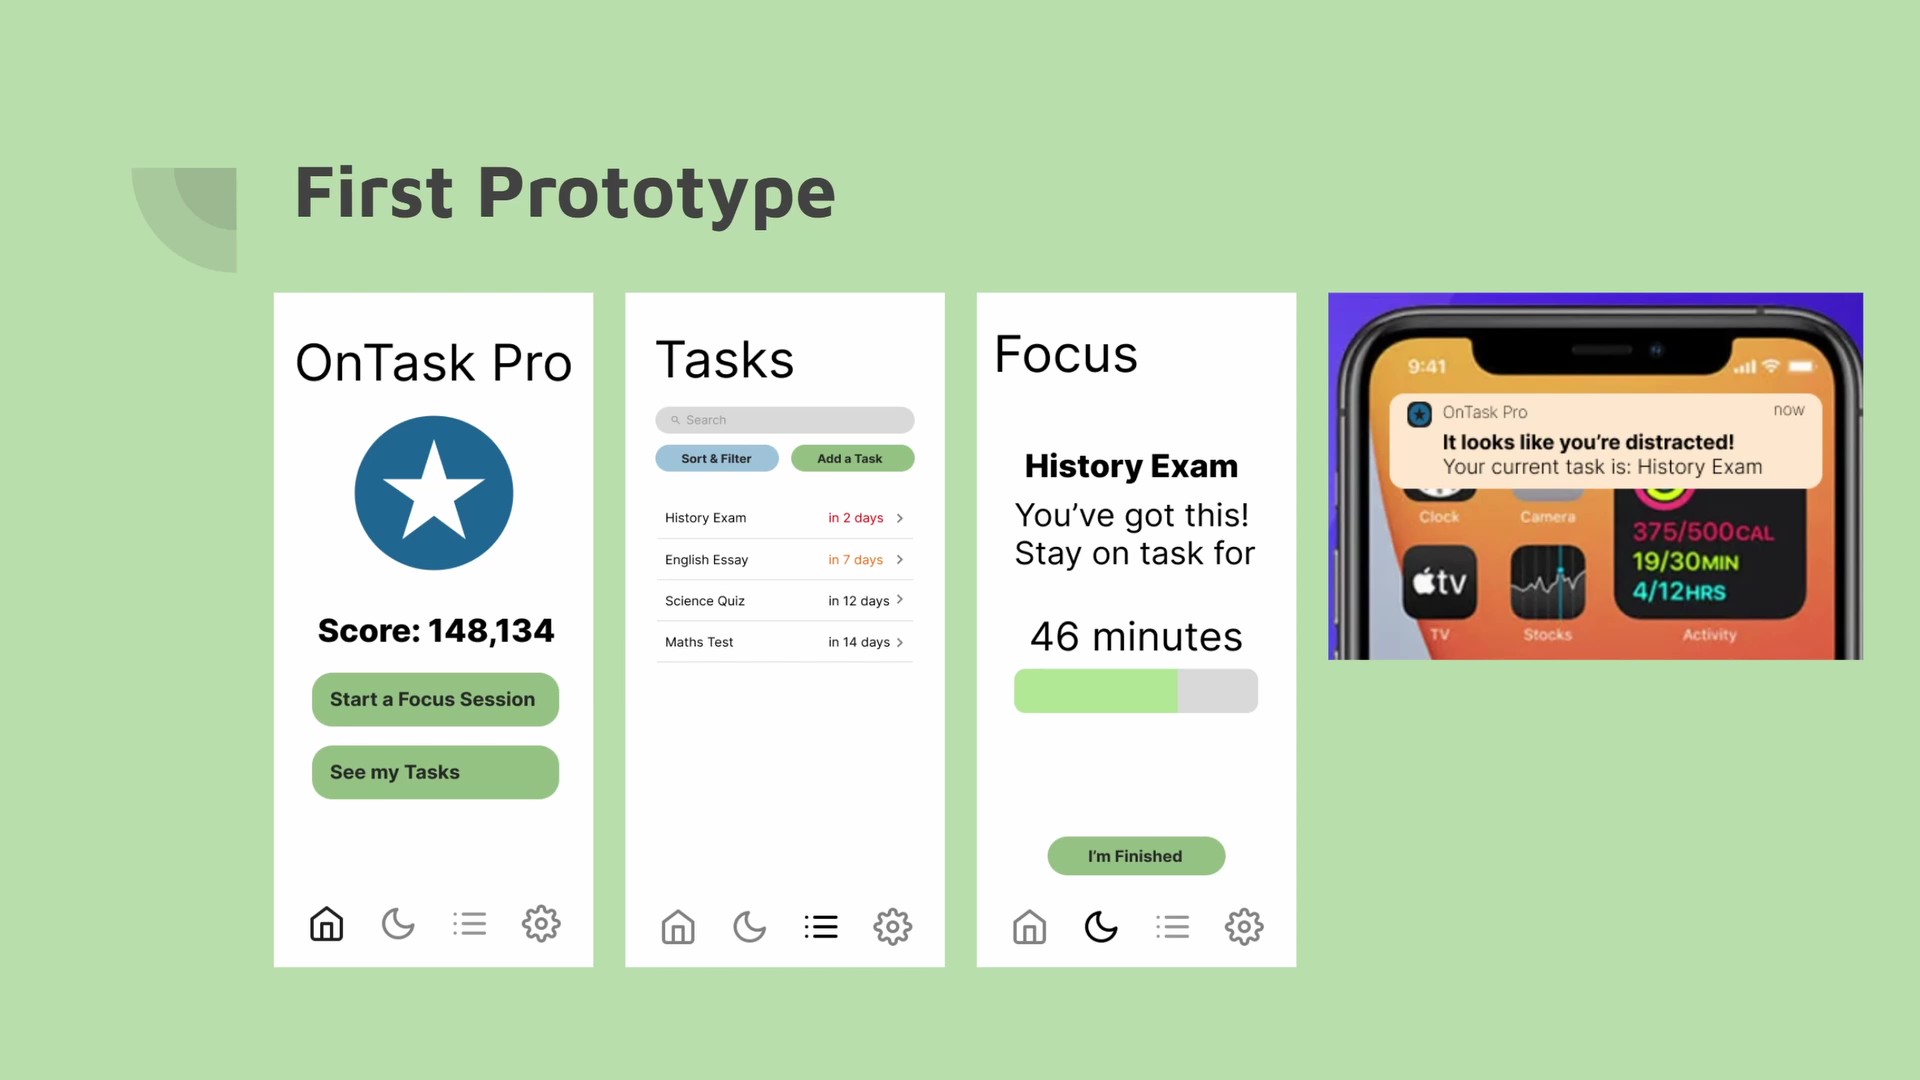 First Prototype
OnTask Pro
Score: 148,134
Start a Focus Session
See my Tasks
Tasks
Search
Sort & Filter
Add a Task
History Exam in 2 days
English Essay in 7 days
Science Quiz in 12 days
Maths Test in 14 days
Focus
History Exam
You’ve got this!
Stay on task for
46 minutes
I’m Finished
9:41
OnTask Pro now
It looks like you’re distracted!
Your current task is: History Exam
Clock
Camera
375/500CAL
19/30MIN
4/12HRS
tv
TV
Stocks
Activity